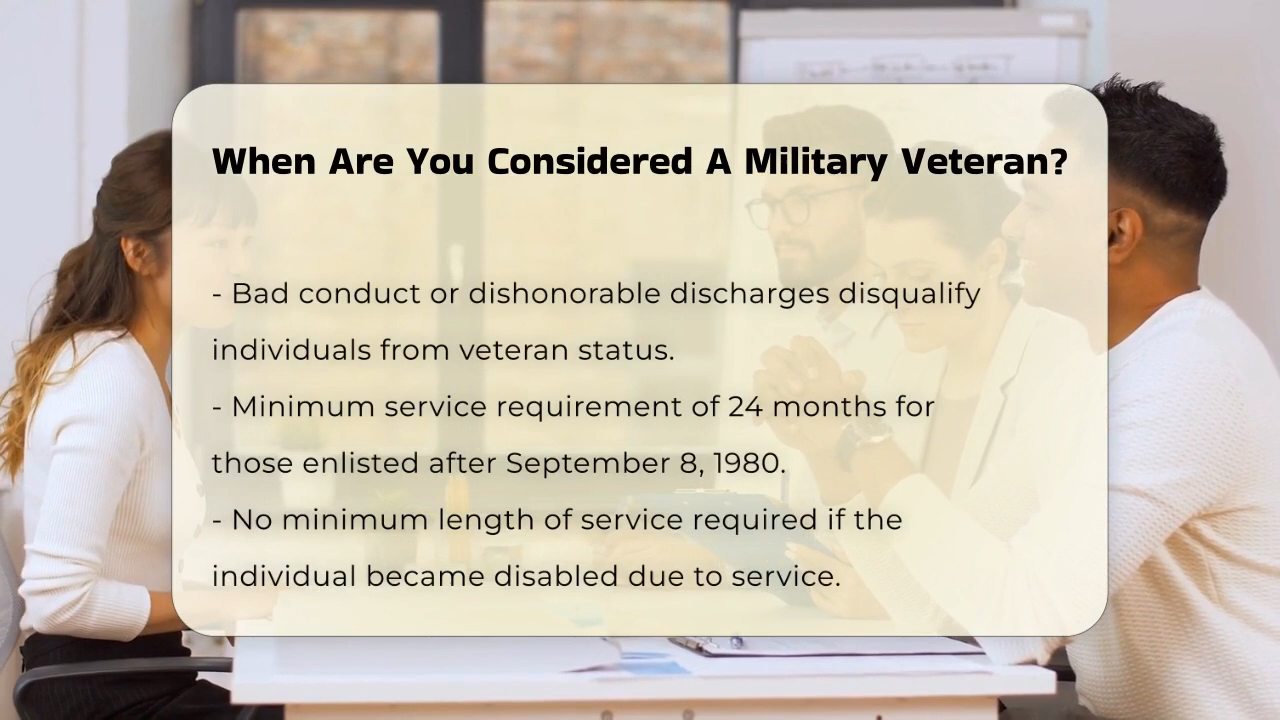 When Are You Considered A Military Veteran?
- Bad conduct or dishonorable discharges disqualify
individuals from veteran status.
- Minimum service requirement of 24 months for
those enlisted after September 8, 1980.
- No minimum length of service required if the
individual became disabled due to service.